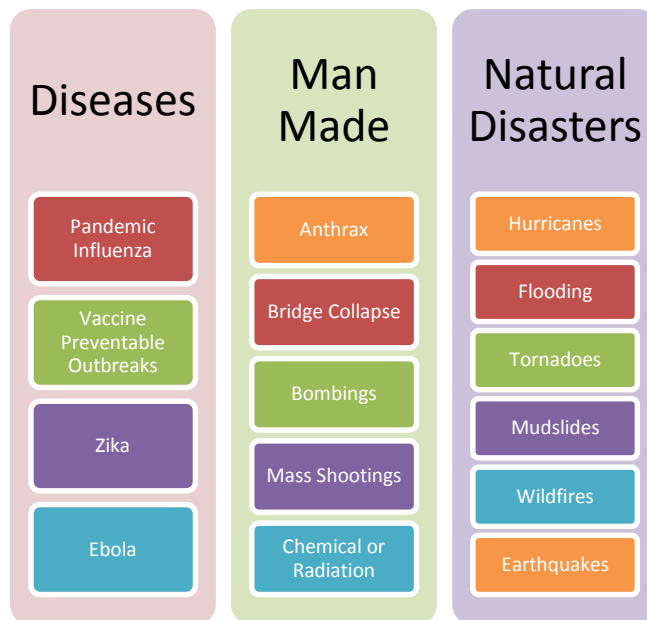 Diseases
Pandemic
Influenza
Vaccine
Preventable
Outbreaks
Zika
Ebola
Man
Made
Anthrax
Bridge Collapse
Bombings
Mass Shootings
Chemical or
Radiation
Natural
Disasters
Hurricanes
Flooding
Tornadoes
Mudslides
Wildfires
Earthquakes